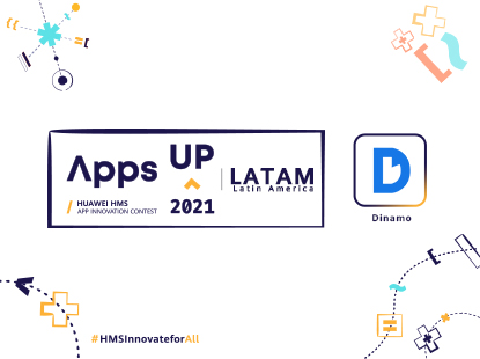 Apps UP
LATAM
Latin America
HUAWEI HMS
APP INNOVATION CONTEST
2021
D
Dinamo
#HMSInnovateforAll